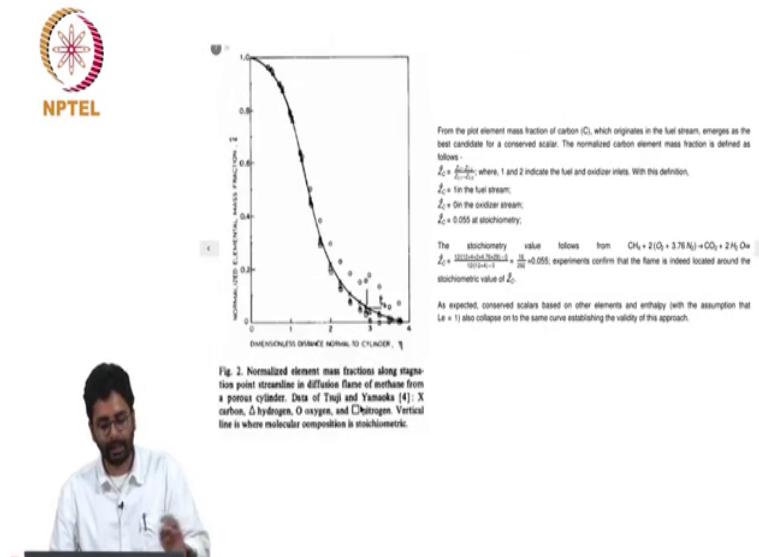 NPTEL
1.0
0.8
0.6
0.4
0.2
0
0 1 2 3 4
NORMALIZED ELEMENTAL MASS FRACTION,
DIMENSIONLESS DISTANCE NORMAL TO CYLINDER, η
Fig. 2. Normalized element mass fractions along stagna-
tion point streamline in diffusion flame of methane from
a porous cylinder. Data of Tsuji and Yamaoka [4]: X
carbon, Δ hydrogen, O oxygen, and □ nitrogen. Vertical
line is where molecular composition is stoichiometric.
From the plot element mass fraction of carbon (C), which originates in the fuel stream, emerges as the
best candidate for a conserved scalar. The normalized carbon element mass fraction is defined as
follows -
where, 1 and 2 indicate the fuel and oxidizer inlets. With this definition,
= 1in the fuel stream;
= 0in the oxidizer stream;
= 0.055 at stoichiometry;
The stoichiometry value follows from CH₄ + 2(O₂ + 3.76 N₂) → CO₂ + 2 H₂ O
=0.055; experiments confirm that the flame is indeed located around the
stoichiometric value of
As expected, conserved scalars based on other elements and enthalpy (with the assumption that
Le = 1) also collapse on to the same curve establishing the validity of this approach.